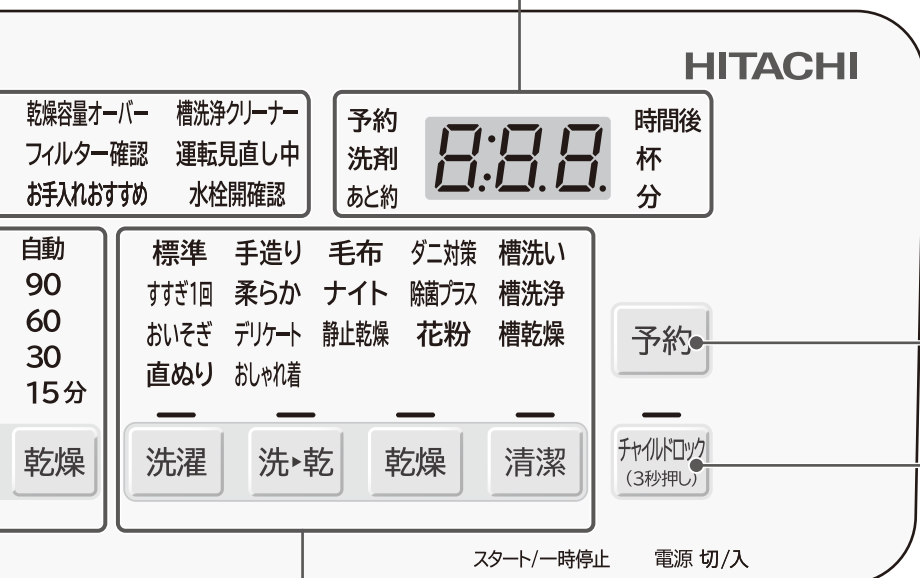 HITACHI
乾燥容量オーバー 槽洗浄クリーナー
フィルター確認 運転見直し中
お手入れおすすめ 水栓開確認
予約 8:8.8. 時間後
洗剤 杯
あと約 分
自動
90
60
30
15分
乾燥
標準 手造り 毛布 ダニ対策 槽洗い
すすぎ1回 柔らか ナイト 除菌プラス 槽洗浄
おいそぎ デリケート 静止乾燥 花粉 槽乾燥
直ぬり おしゃれ着
洗濯 洗▸乾 乾燥 清潔
予約
チャイルドロック
(3秒押し)
スタート/一時停止 電源 切/入